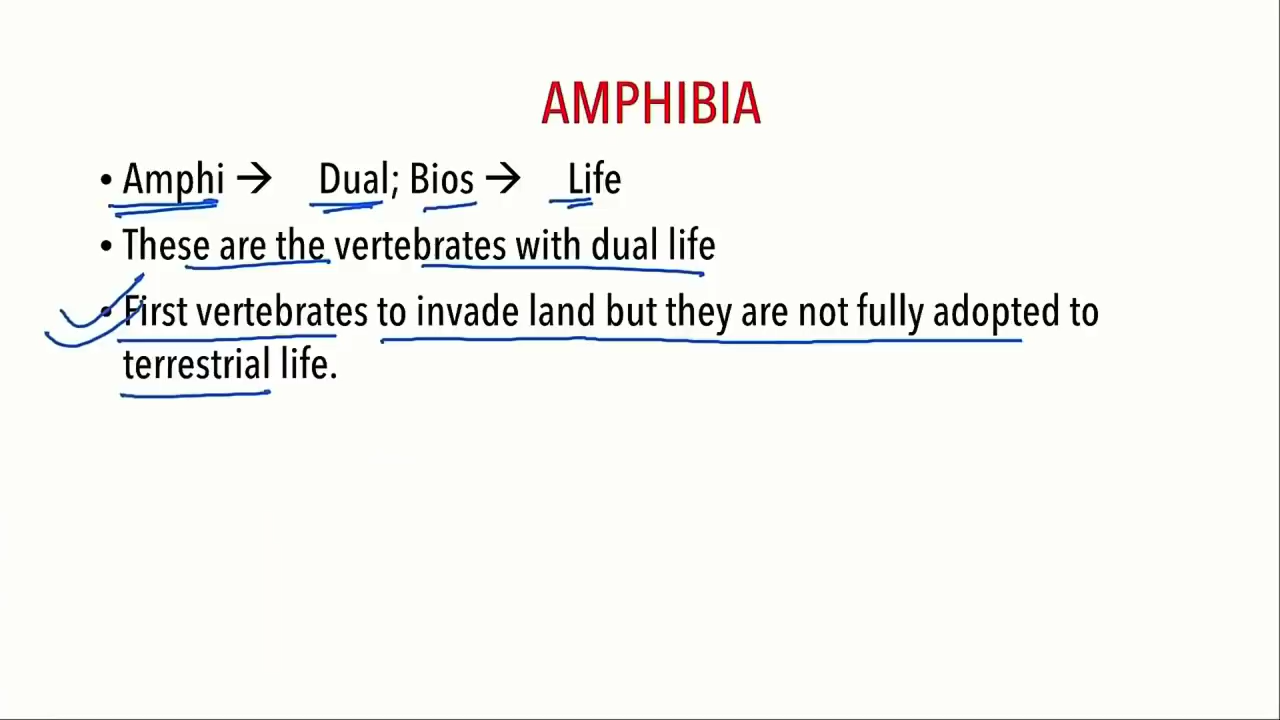 AMPHIBIA
• Amphi → Dual; Bios → Life
• These are the vertebrates with dual life
• First vertebrates to invade land but they are not fully adopted to
terrestrial life.